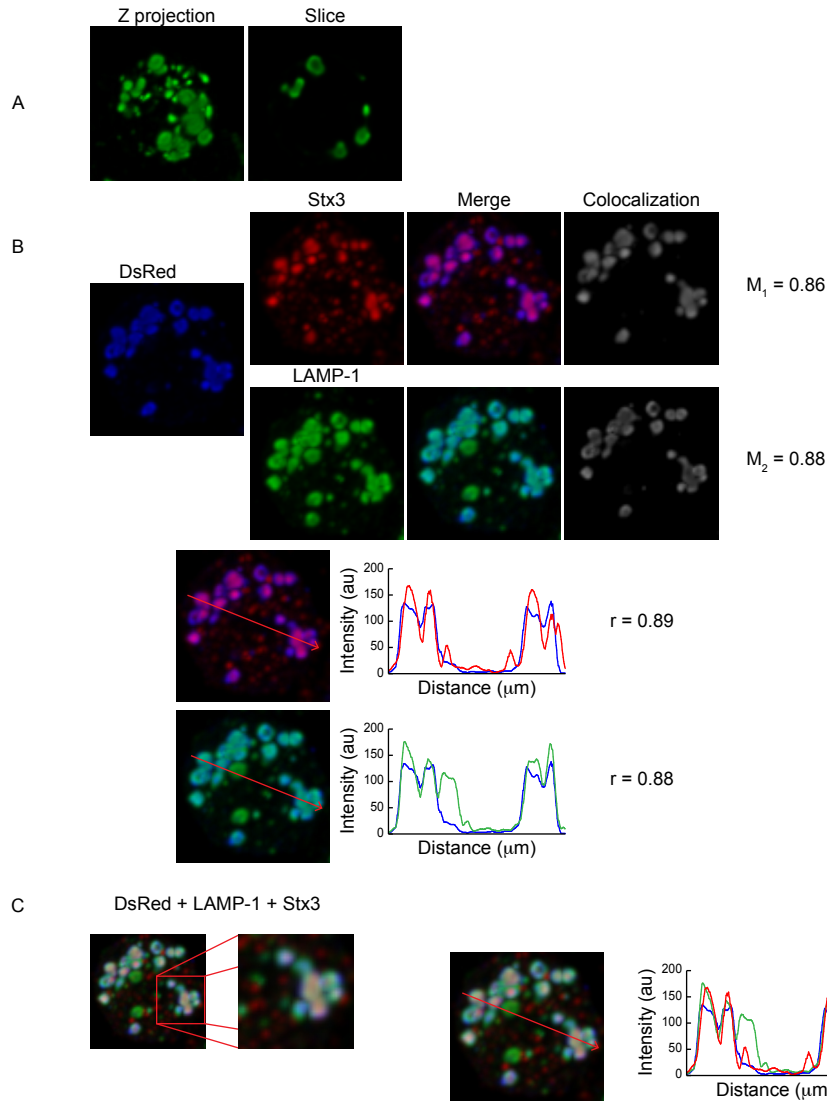 Z projection Slice
A
Stx3 Merge Colocalization
B
DsRed
M1 = 0.86
LAMP-1
M2 = 0.88
Intensity (au)
200
150
100
50
0
Distance (μm)
r = 0.89
Intensity (au)
200
150
100
50
0
Distance (μm)
r = 0.88
C
DsRed + LAMP-1 + Stx3
Intensity (au)
200
150
100
50
0
Distance (μm